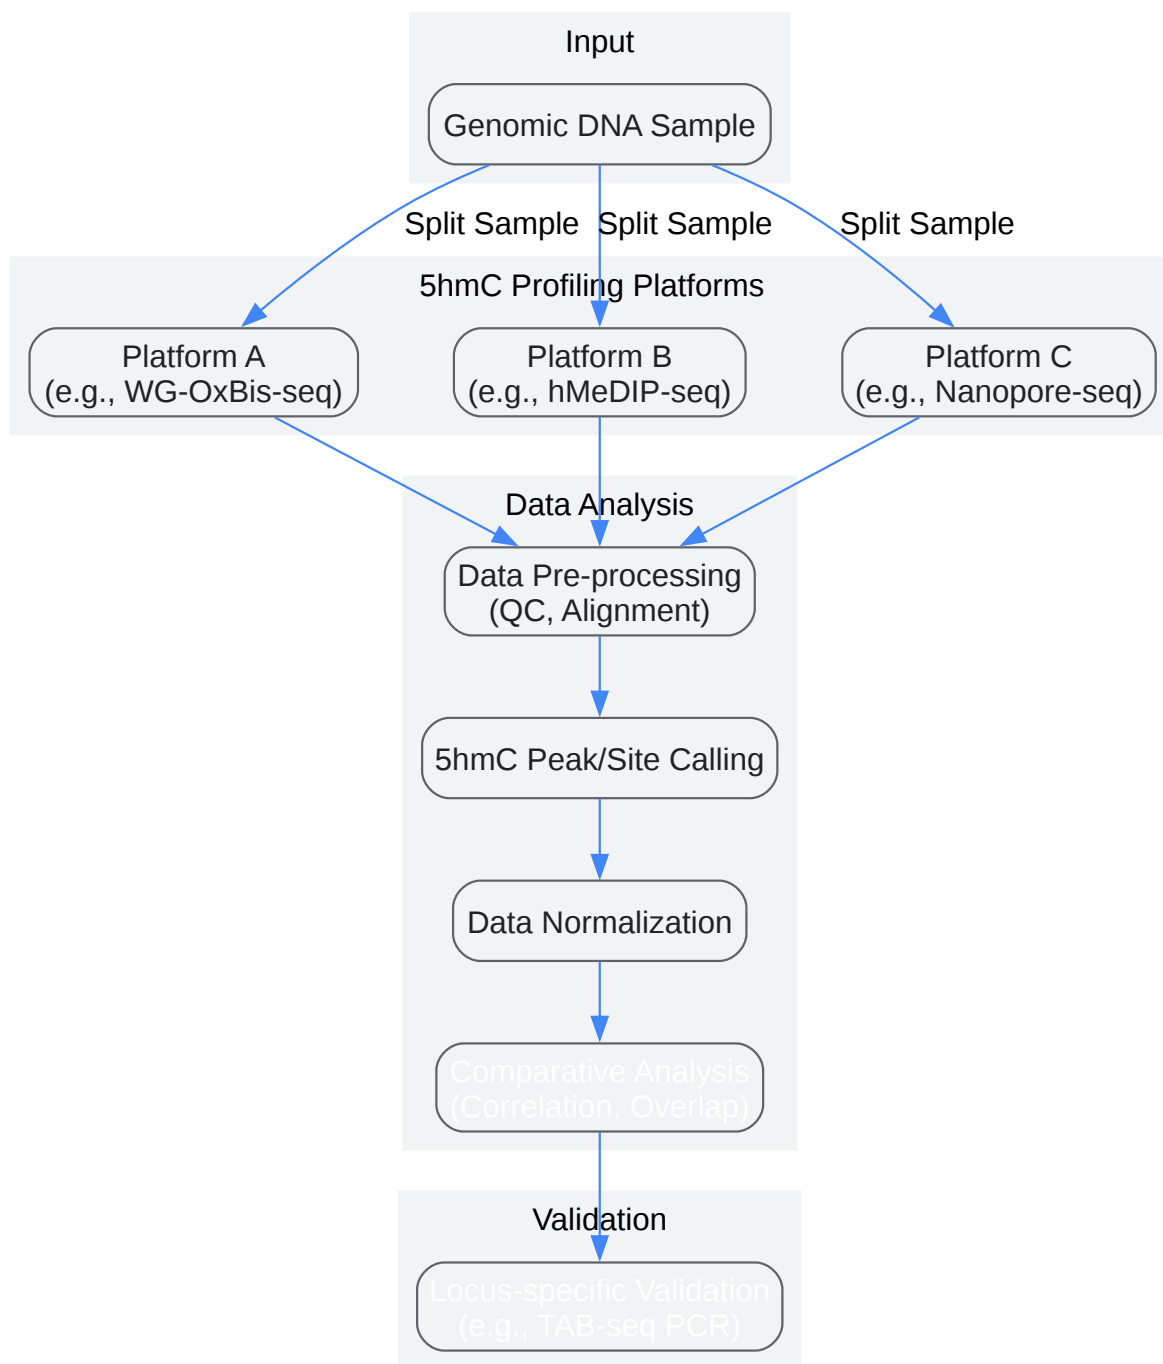 Input
Genomic DNA Sample
Split Sample
Split Sample
Split Sample
5hmC Profiling Platforms
Platform A
(e.g., WG-OxBis-seq)
Platform B
(e.g., hMeDIP-seq)
Platform C
(e.g., Nanopore-seq)
Data Analysis
Data Pre-processing
(QC, Alignment)
5hmC Peak/Site Calling
Data Normalization
Comparative Analysis
(Correlation, Overlap)
Validation
Locus-specific Validation
(e.g., TAB-seq PCR)